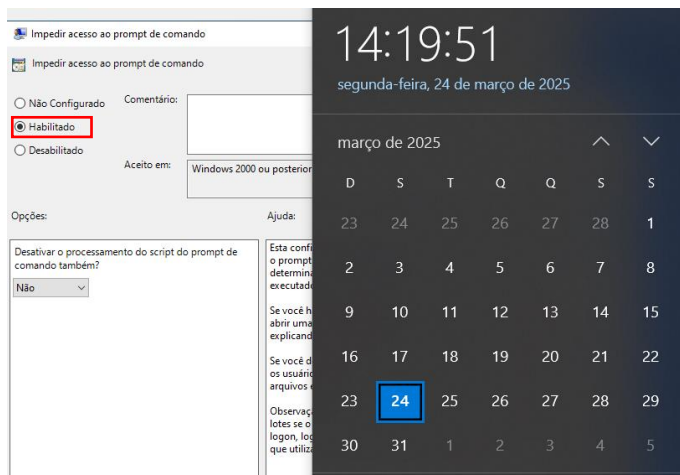 Impedir acesso ao prompt de comando
Impedir acesso ao prompt de comando
Não Configurado
Comentário:
Habilitado
Desabilitado
Aceito em:
Windows 2000 ou posterior
Opções:
Ajuda:
Desativar o processamento do script do prompt de
comando também?
Não
Esta confi
o prompt
determina
executado
Se você h
abrir uma
explicand
Se você d
os usuário
arquivos e
Observaç
lotes se o
logon, log
que utiliza
14:19:51
segunda-feira, 24 de março de 2025
março de 2025
D S T Q Q S S
23 24 25 26 27 28 1
2 3 4 5 6 7 8
9 10 11 12 13 14 15
16 17 18 19 20 21 22
23 24 25 26 27 28 29
30 31 1 2 3 4 5